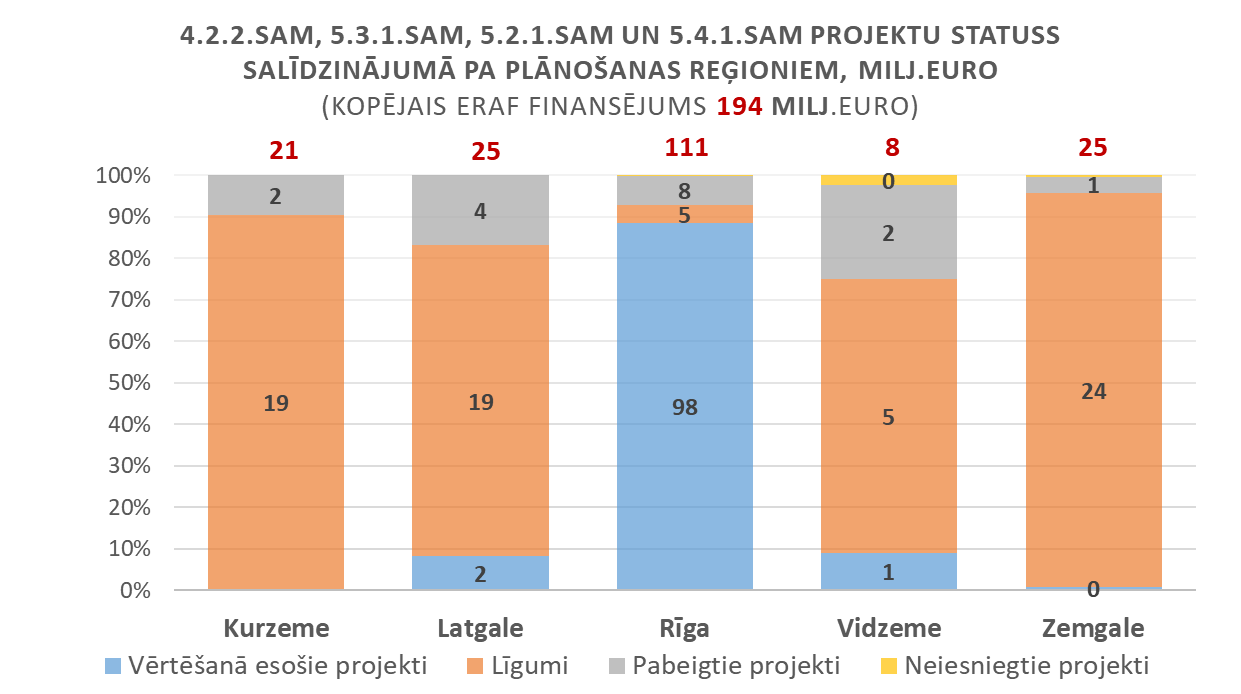 4.2.2.SAM, 5.3.1.SAM, 5.2.1.SAM UN 5.4.1.SAM PROJEKTU STATUSS
SALĪDZINĀJUMĀ PA PLĀNOŠANAS REĢIONIEM, MILJ.EURO
(KOPĒJAIS ERAF FINANSĒJUMS 194 MILJ.EURO)
21 25 111 8 25
100%
90%
80%
70%
60%
50%
40%
30%
20%
10%
0%
2 4 8 0 1
5 2
19 19 98 5 24
2 1 0
Kurzeme Latgale Rīga Vidzeme Zemgale
Vērtēšanā esošie projekti Līgumi Pabeigtie projekti Neiesniegtie projekti